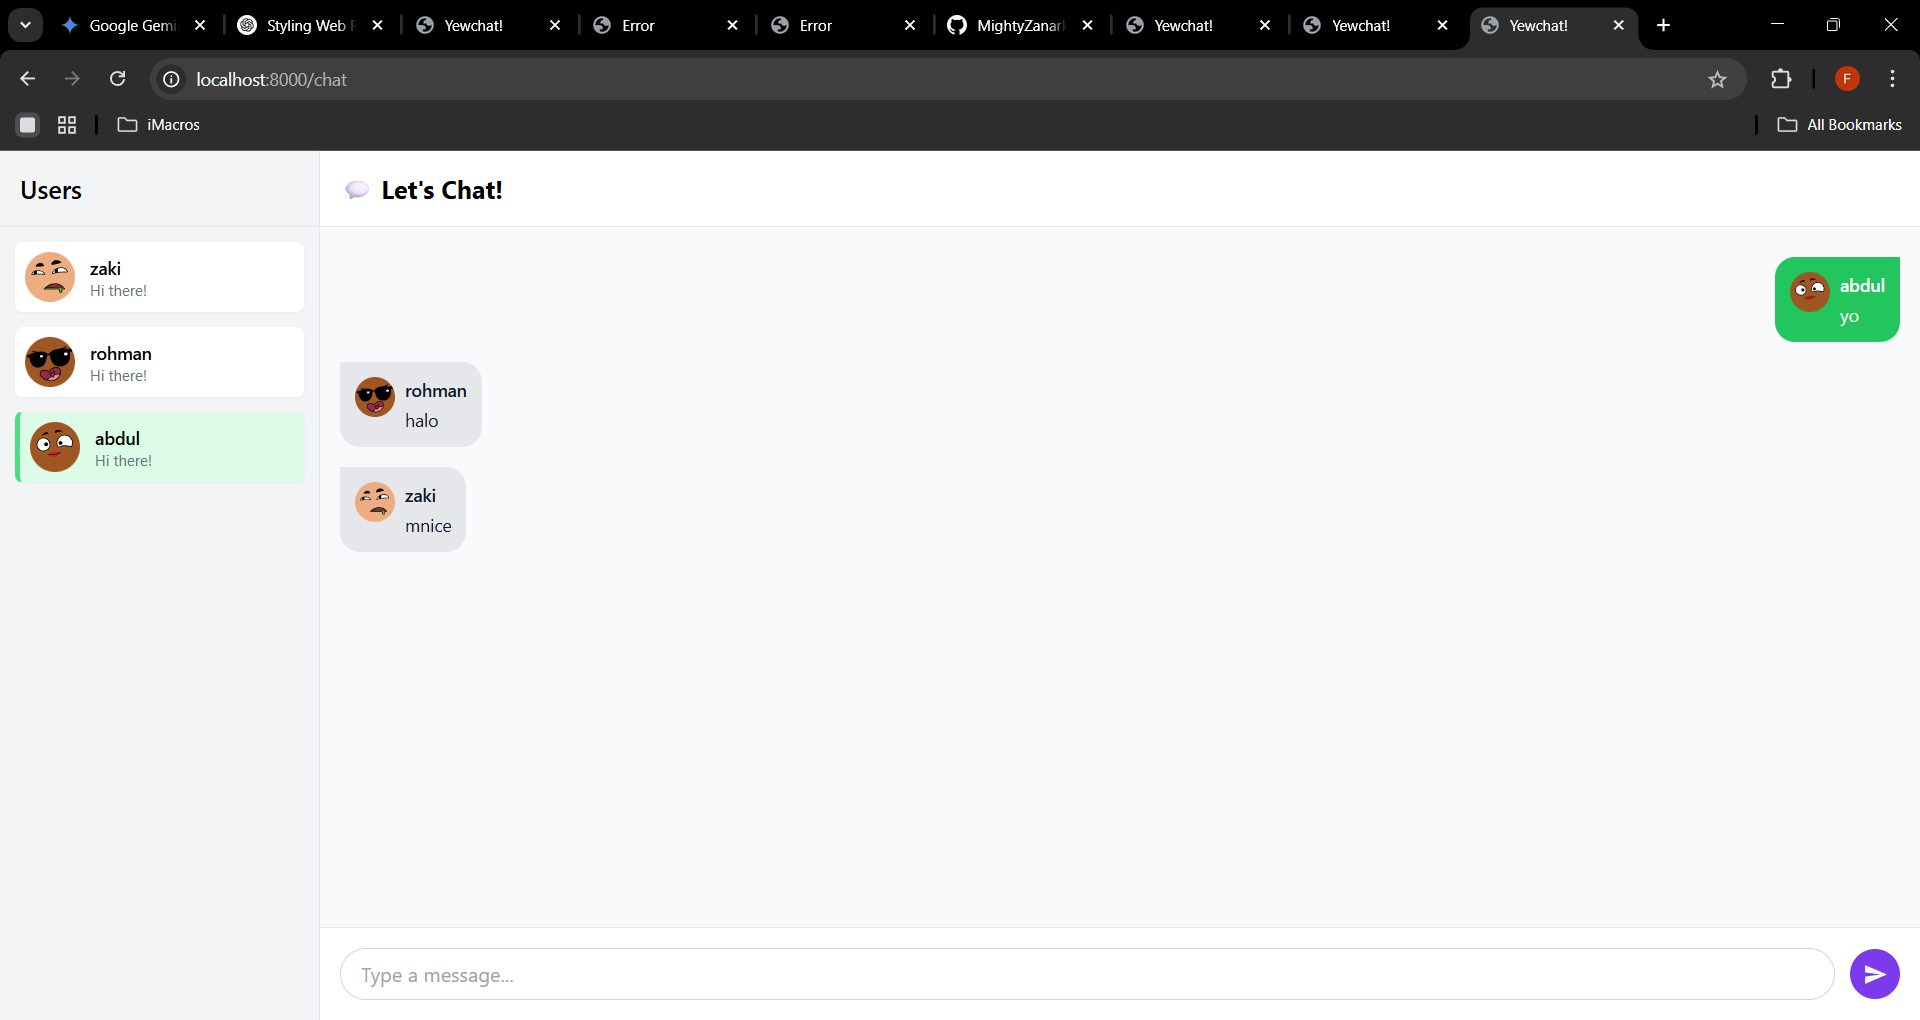 Google Gemi
Styling Web
Yewchat!
Error
Error
MightyZanar
Yewchat!
Yewchat!
Yewchat!
localhost:8000/chat
F
iMacros
All Bookmarks
Users
Let's Chat!
zaki
Hi there!
rohman
Hi there!
abdul
Hi there!
abdul
yo
rohman
halo
zaki
mnice
Type a message...